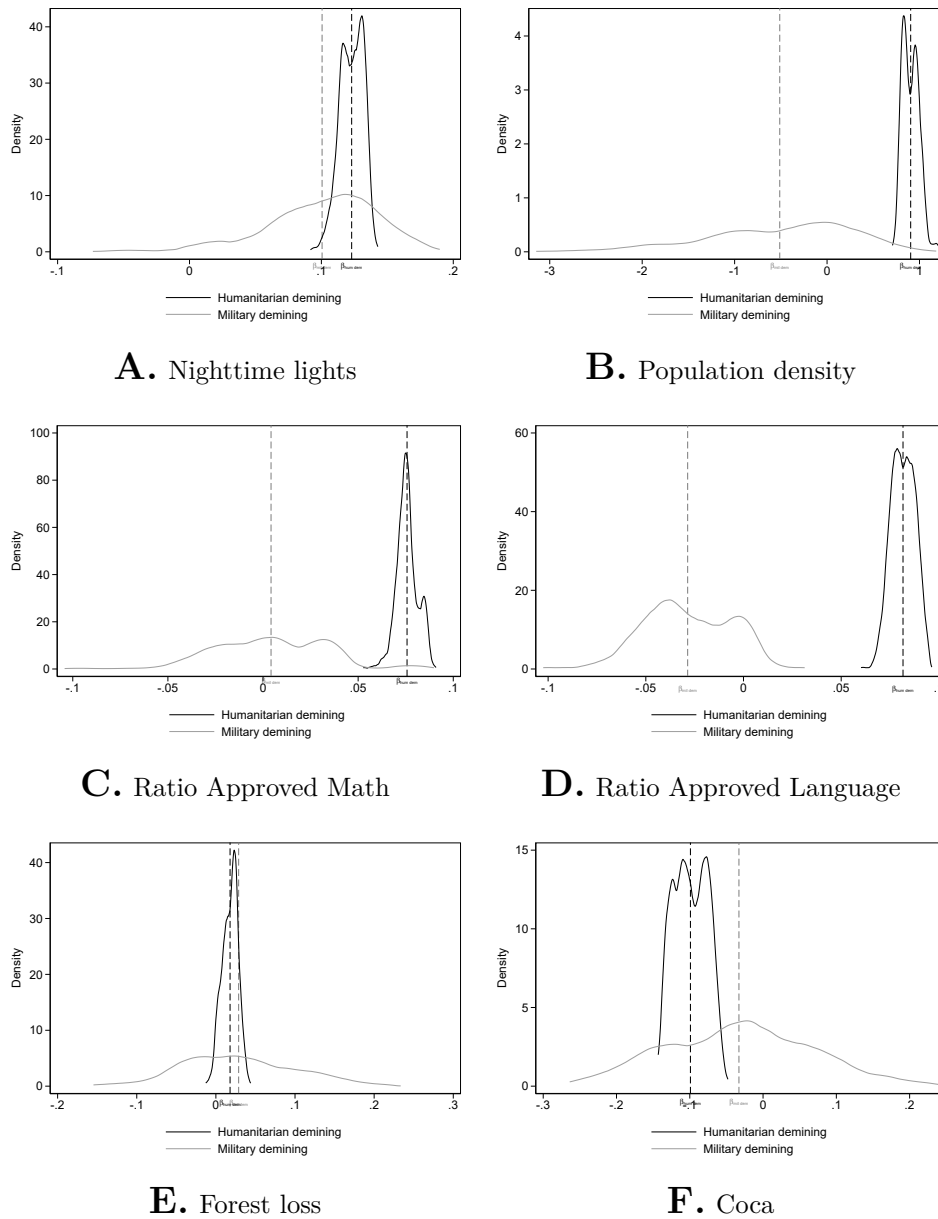 40
30
20
10
0
Density
-.1 0 .1 .2
β
Humanitarian demining
Military demining
A. Nighttime lights
4
3
2
1
0
Density
-3 -2 -1 0 1
β
Humanitarian demining
Military demining
B. Population density
100
80
60
40
20
0
Density
-.1 -.05 0 .05 .1
β
Humanitarian demining
Military demining
C. Ratio Approved Math
60
40
20
0
Density
-.1 -.05 0 .05
β
Humanitarian demining
Military demining
D. Ratio Approved Language
40
30
20
10
0
Density
-.2 -.1 0 .1 .2 .3
β
Humanitarian demining
Military demining
E. Forest loss
15
10
5
0
Density
-.3 -.2 -.1 0 .1 .2
β
Humanitarian demining
Military demining
F. Coca